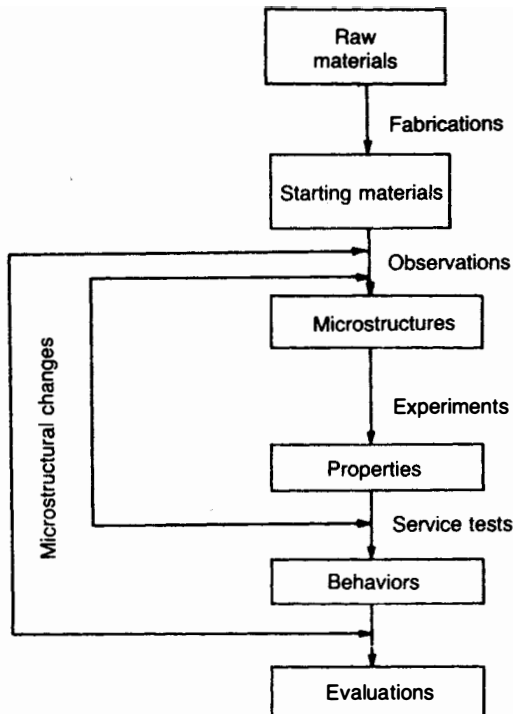 Raw
materials
Fabrications
Starting materials
Observations
Microstructures
Microstructural changes
Experiments
Properties
Service tests
Behaviors
Evaluations